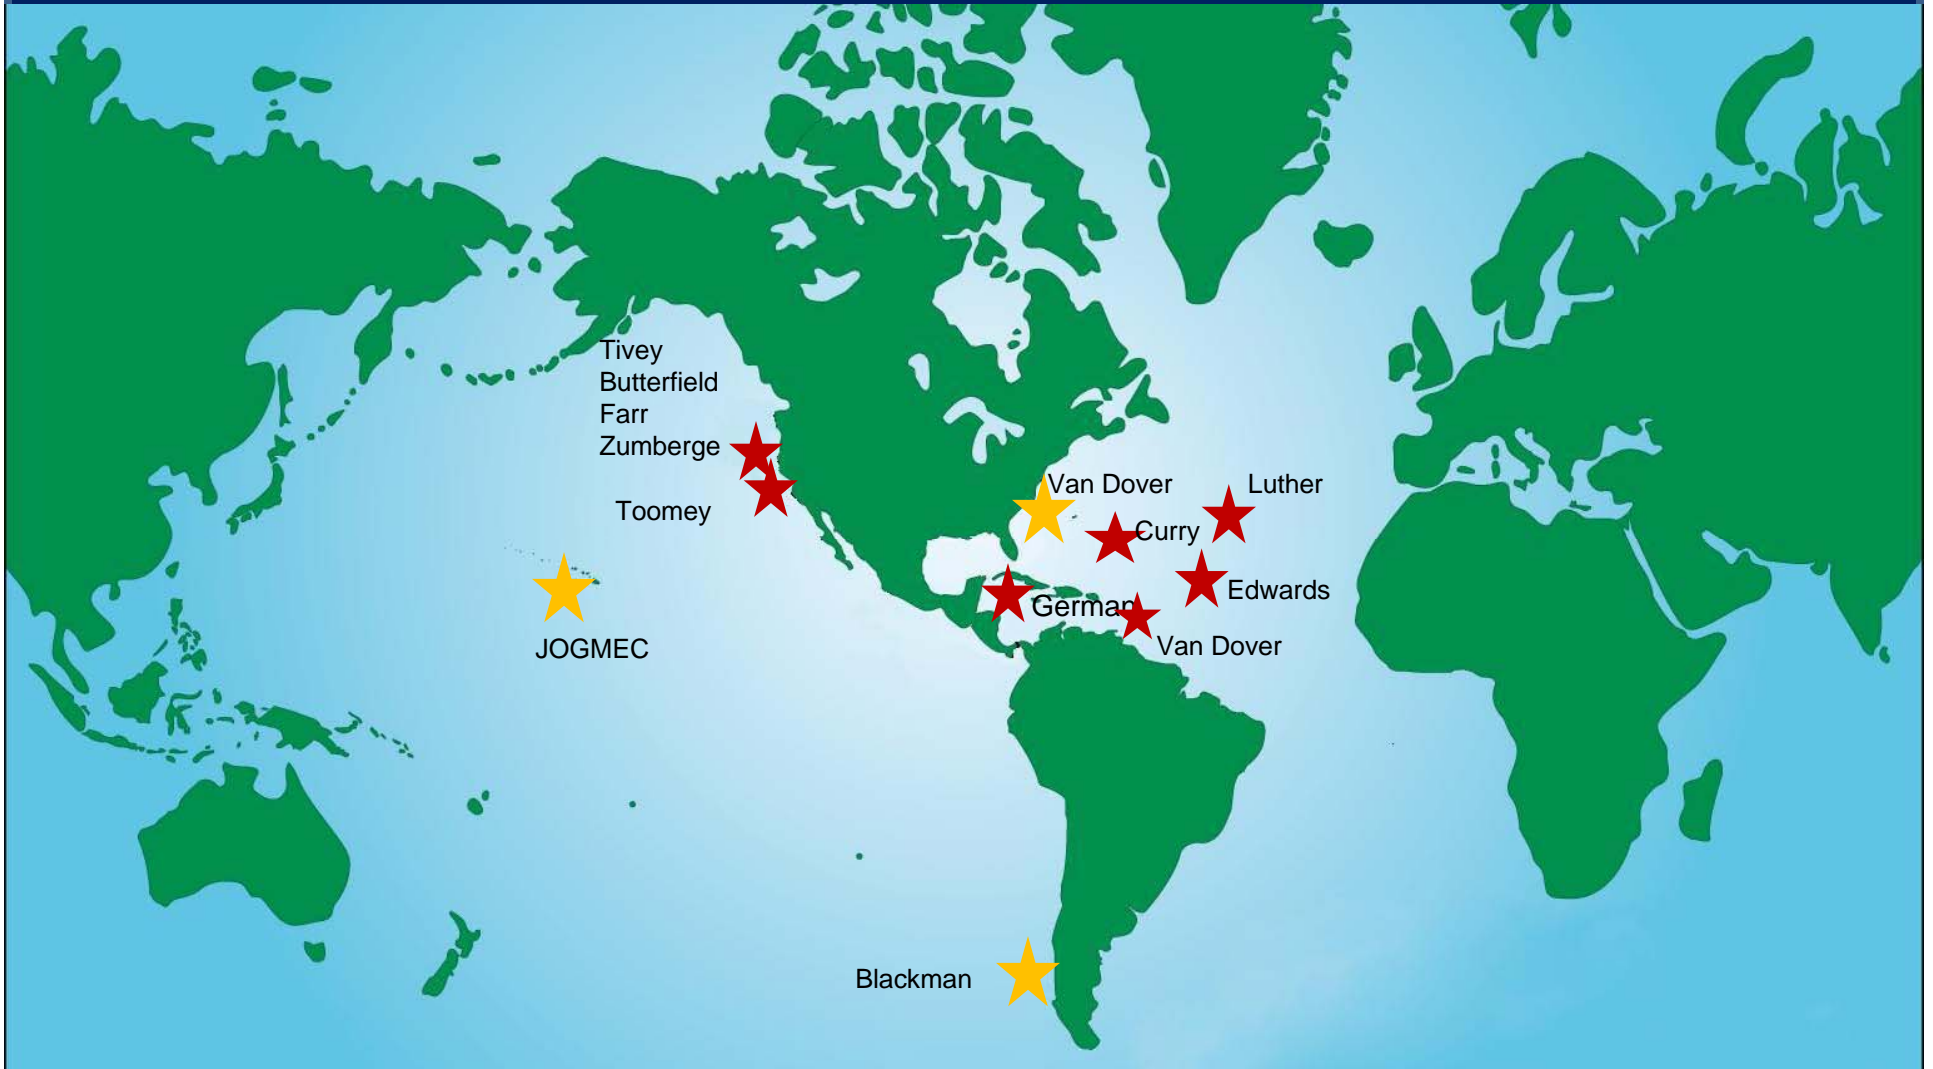 Tivey
Butterfield
Farr
Zumberge
Toomey
Van Dover
Luther
Curry
Edwards
German
Van Dover
JOGMEC
Blackman